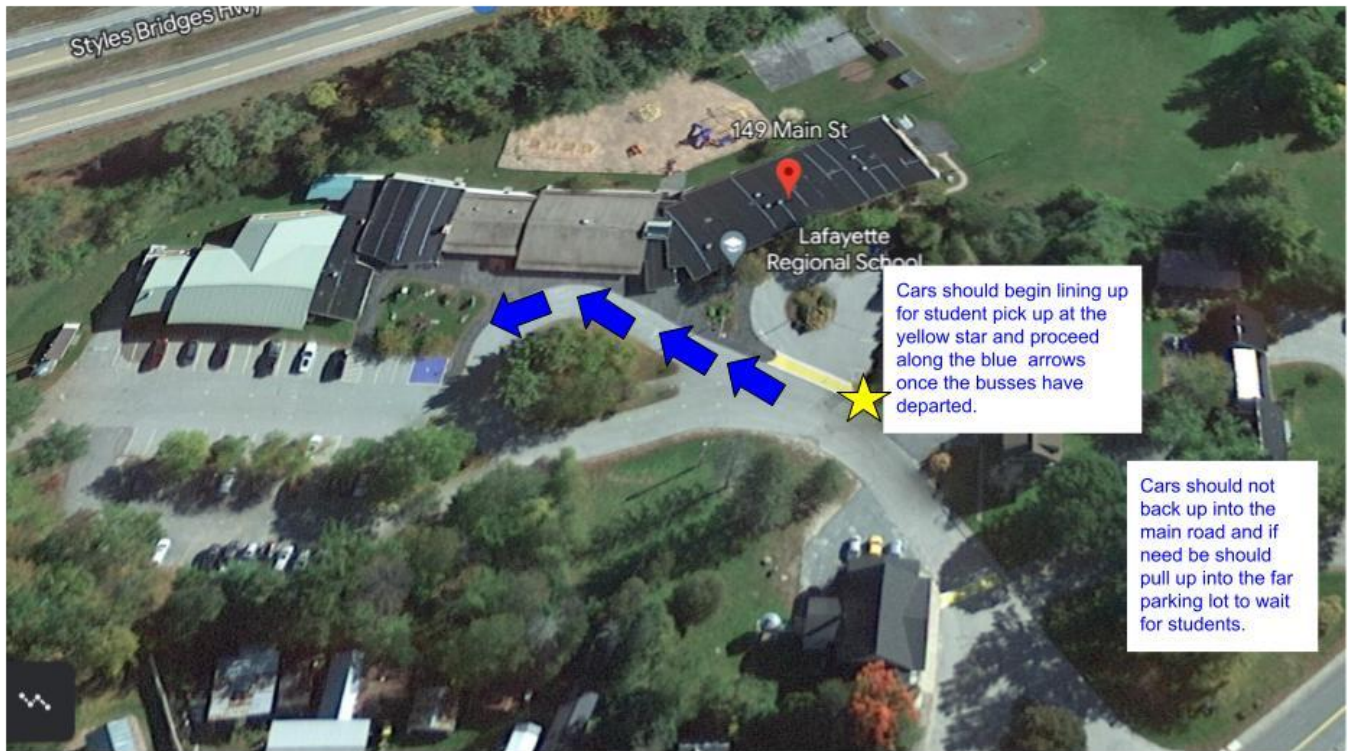 Styles Bridges Hwy
149 Main St
Lafayette
Regional School
Cars should begin lining up
for student pick up at the
yellow star and proceed
along the blue arrows
once the busses have
departed.
Cars should not
back up into the
main road and if
need be should
pull up into the far
parking lot to wait
for students.